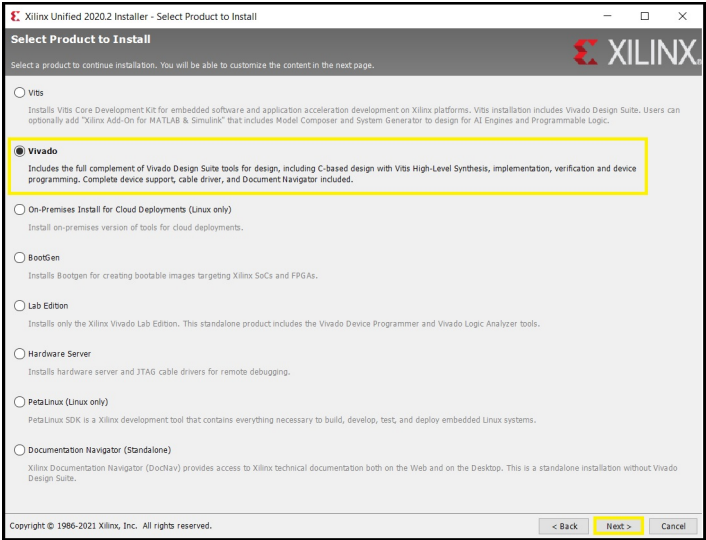 Xilinx Unified 2020.2 Installer - Select Product to Install
Select Product to Install
XILINX
Select a product to continue installation. You will be able to customize the content in the next page.
Vitis
Installs Vitis Core Development Kit for embedded software and application acceleration development on Xilinx platforms. Vitis installation includes Vivado Design Suite. Users can
optionally add "Xilinx Add-On for MATLAB & Simulink" that includes Model Composer and System Generator to design for AI Engines and Programmable Logic.
Vivado
Includes the full complement of Vivado Design Suite tools for design, including C-based design with Vitis High-Level Synthesis, implementation, verification and device
programming. Complete device support, cable driver, and Document Navigator included.
On-Premises Install for Cloud Deployments (Linux only)
Install on-premises version of tools for cloud deployments.
BootGen
Installs Bootgen for creating bootable images targeting Xilinx SoCs and FPGAs.
Lab Edition
Installs only the Xilinx Vivado Lab Edition. This standalone product includes the Vivado Device Programmer and Vivado Logic Analyzer tools.
Hardware Server
Installs hardware server and JTAG cable drivers for remote debugging.
PetaLinux (Linux only)
PetaLinux SDK is a Xilinx development tool that contains everything necessary to build, develop, test, and deploy embedded Linux systems.
Documentation Navigator (Standalone)
Xilinx Documentation Navigator (DocNav) provides access to Xilinx technical documentation both on the Web and on the Desktop. This is a standalone installation without Vivado
Design Suite.
Copyright © 1986-2021 Xilinx, Inc. All rights reserved.
< Back
Next >
Cancel